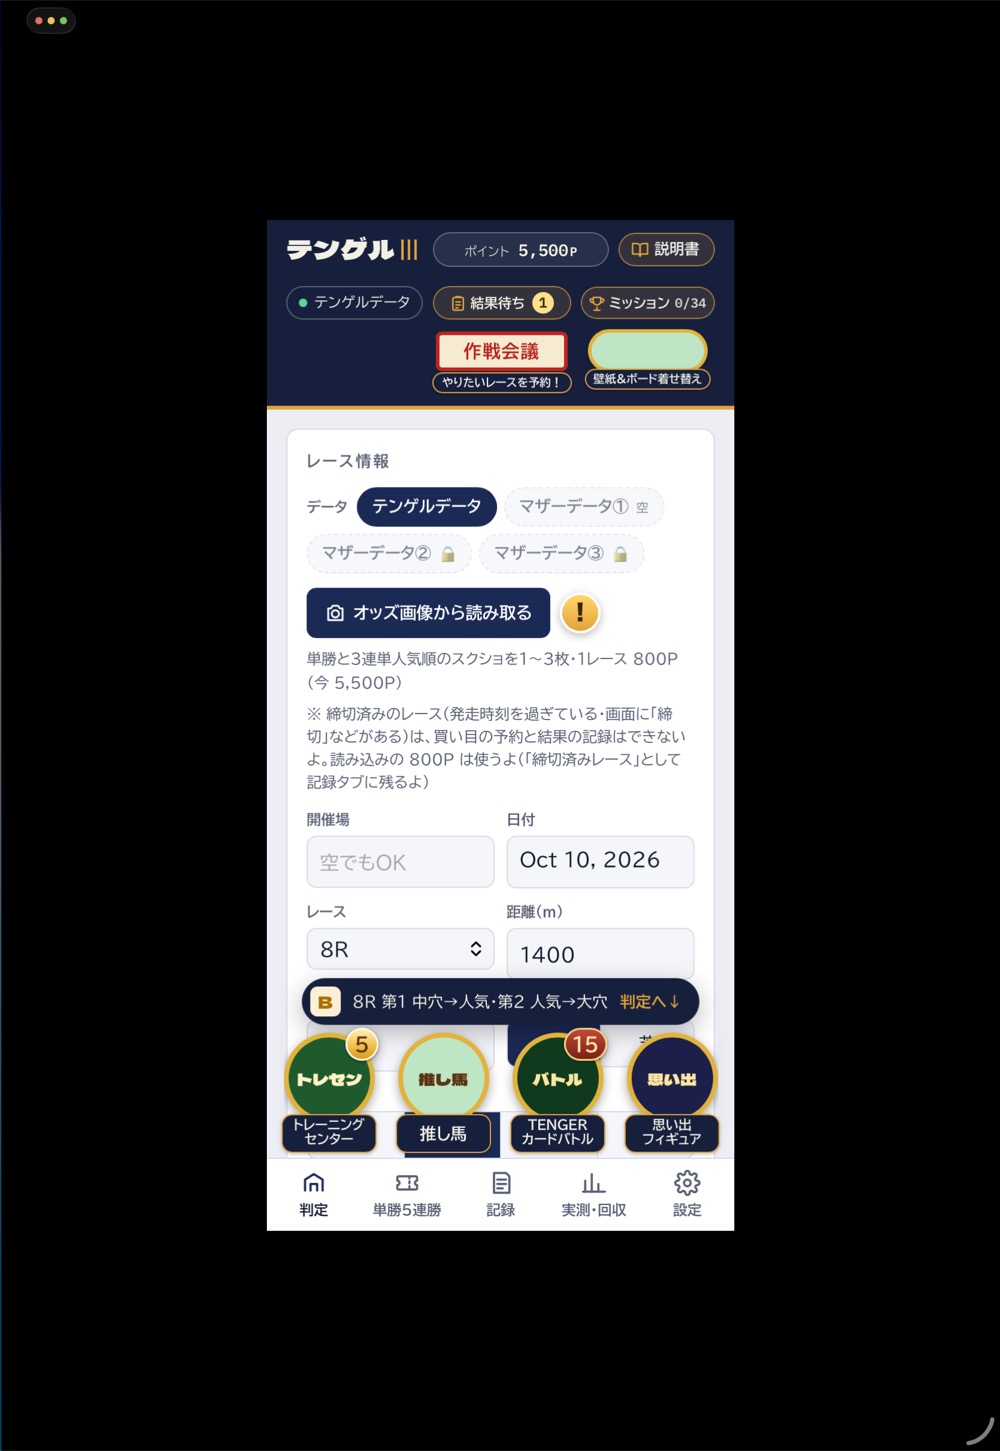 テンゲル
ポイント 5,500P
説明書
テンゲルデータ
結果待ち 1
ミッション 0/34
作戦会議
やりたいレースを予約！
壁紙&ボード着せ替え
レース情報
データ テンゲルデータ マザーデータ① 空
マザーデータ② マザーデータ③
オッズ画像から読み取る !
単勝と3連単人気順のスクショを1〜3枚・1レース 800P
（今 5,500P）
※ 締切済みのレース（発走時刻を過ぎている・画面に「締
切」などがある）は、買い目の予約と結果の記録はできない
よ。読み込みの 800P は使うよ（「締切済みレース」として
記録タブに残るよ）
開催場 日付
空でもOK Oct 10, 2026
レース 距離(m)
8R 1400
B 8R 第1 中穴→人気・第2 人気→大穴 判定へ↓
5 15
トレセン 推し馬 バトル 思い出
トレーニング
センター
推し馬
TENGER
カードバトル
思い出
フィギュア
判定 単勝5連勝 記録 実測・回収 設定